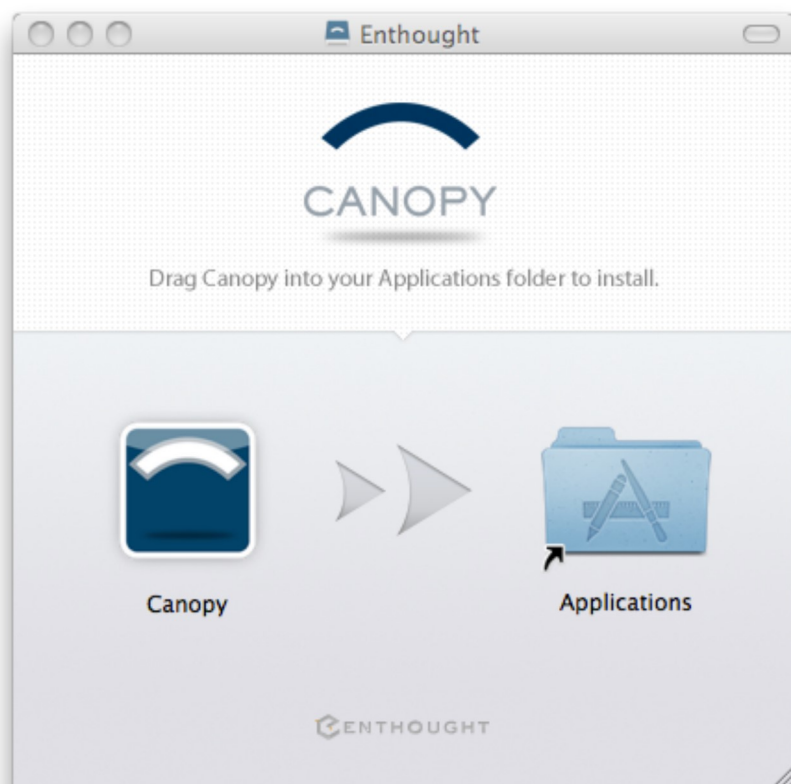 Enthought
CANOPY
Drag Canopy into your Applications folder to install.
Canopy
Applications
ENTHOUGHT